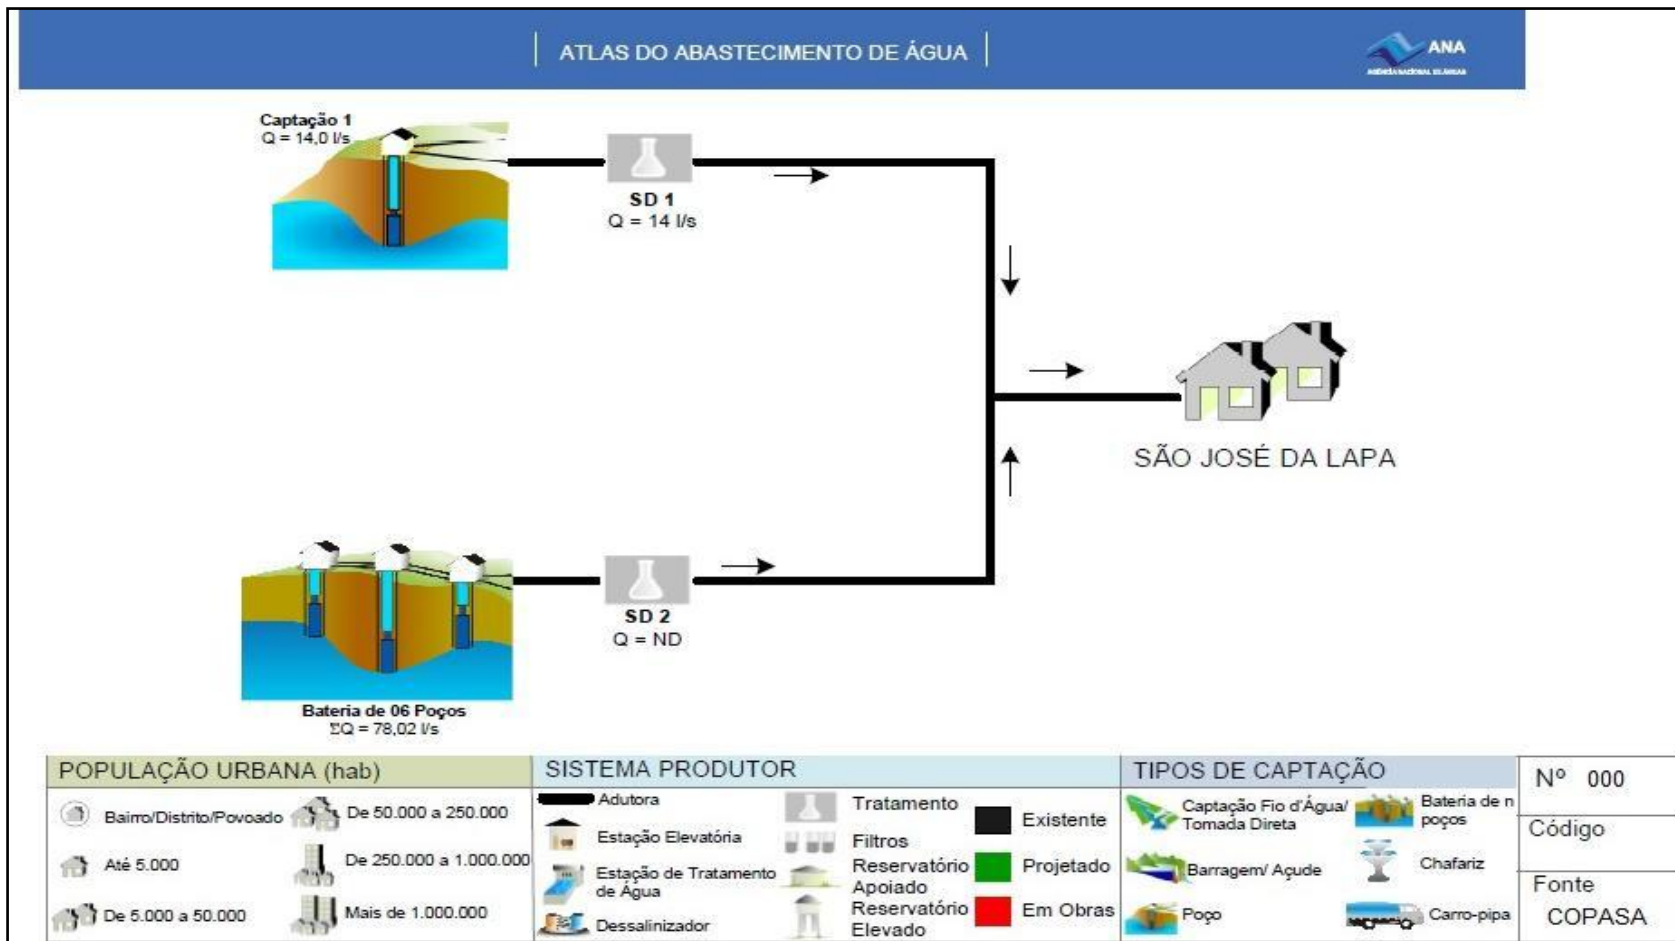 ATLAS DO ABASTECIMENTO DE ÁGUA
ANA
AGÊNCIA NACIONAL DE ÁGUAS
Captação 1
Q = 14,0 l/s
SD 1
Q = 14 l/s
SÃO JOSÉ DA LAPA
SD 2
Q = ND
Bateria de 06 Poços
ΣQ = 78,02 l/s
POPULAÇÃO URBANA (hab)
Bairro/Distrito/Povoado
De 50.000 a 250.000
Até 5.000
De 250.000 a 1.000.000
De 5.000 a 50.000
Mais de 1.000.000
SISTEMA PRODUTOR
Adutora
Estação Elevatória
Estação de Tratamento
de Água
Dessalinizador
Tratamento
Filtros
Reservatório
Apoiado
Reservatório
Elevado
Existente
Projetado
Em Obras
TIPOS DE CAPTAÇÃO
Captação Fio d'Água/
Tomada Direta
Barragem/ Açude
Poço
Bateria de n
poços
Chafariz
Carro-pipa
Nº 000
Código
Fonte
COPASA